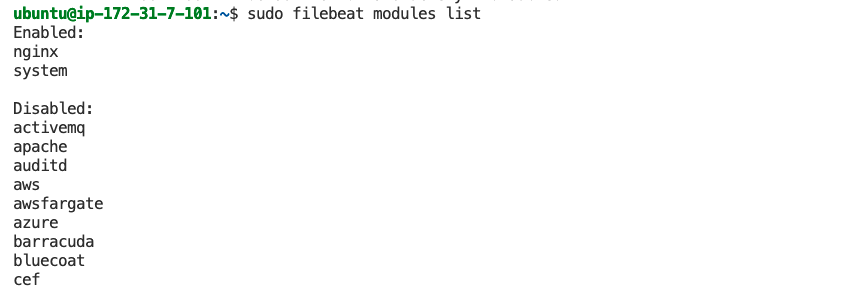 ubuntu@ip-172-31-7-101:~$ sudo filebeat modules list
Enabled:
nginx
system

Disabled:
activemq
apache
auditd
aws
awsfargate
azure
barracuda
bluecoat
cef